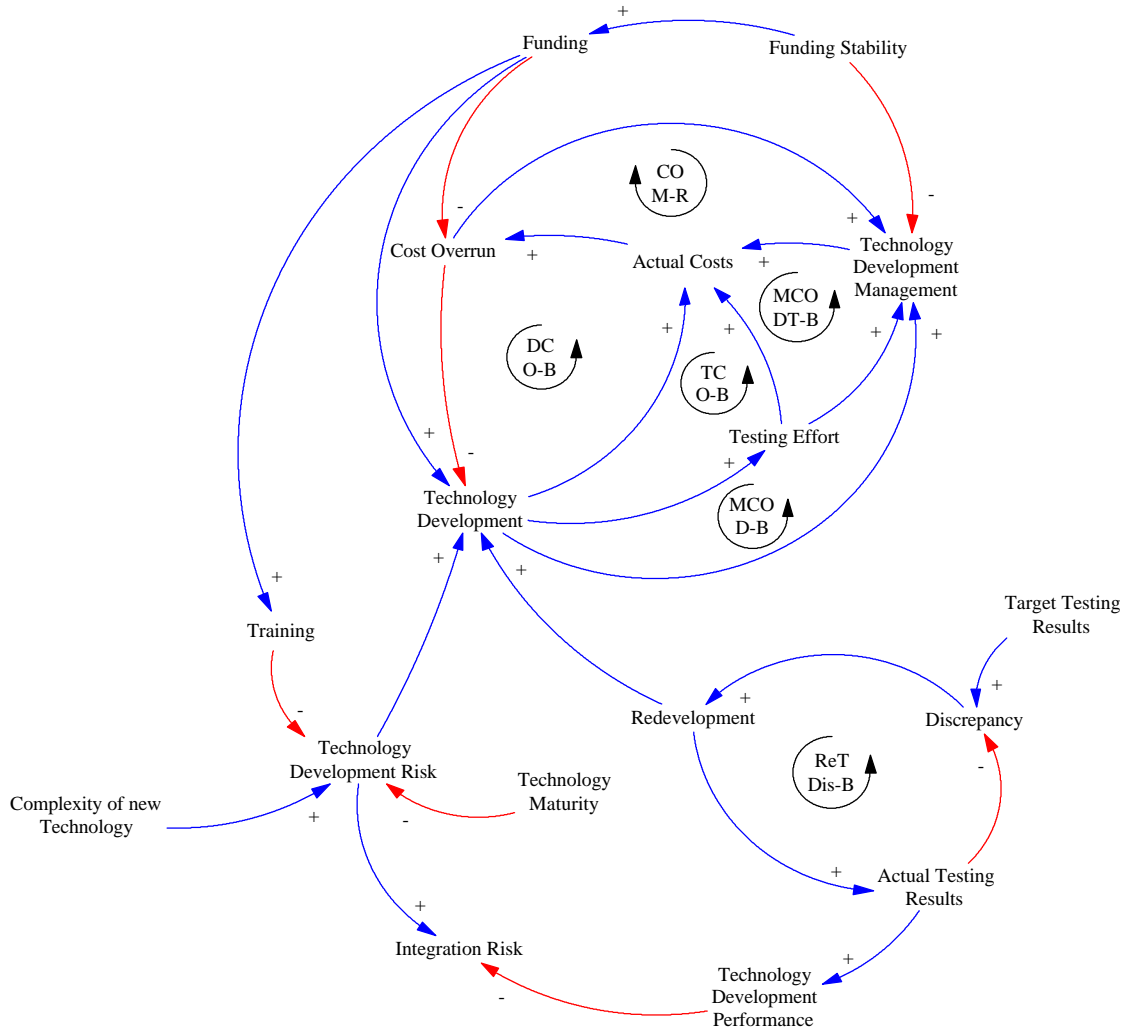 +
Funding
Funding Stability
CO
M-R
-
-
+
Cost Overrun
+
Actual Costs
+
Technology
Development
Management
MCO
DT-B
DC
O-B
+
+
+
+
TC
O-B
+
-
Testing Effort
+
Technology
Development
MCO
D-B
+
+
+
Training
Target Testing
Results
-
+
+
Redevelopment
Discrepancy
Technology
Development Risk
ReT
Dis-B
-
Technology
Maturity
Complexity of new
Technology
+
-
+
Actual Testing
Results
+
Integration Risk
+
-
Technology
Development
Performance